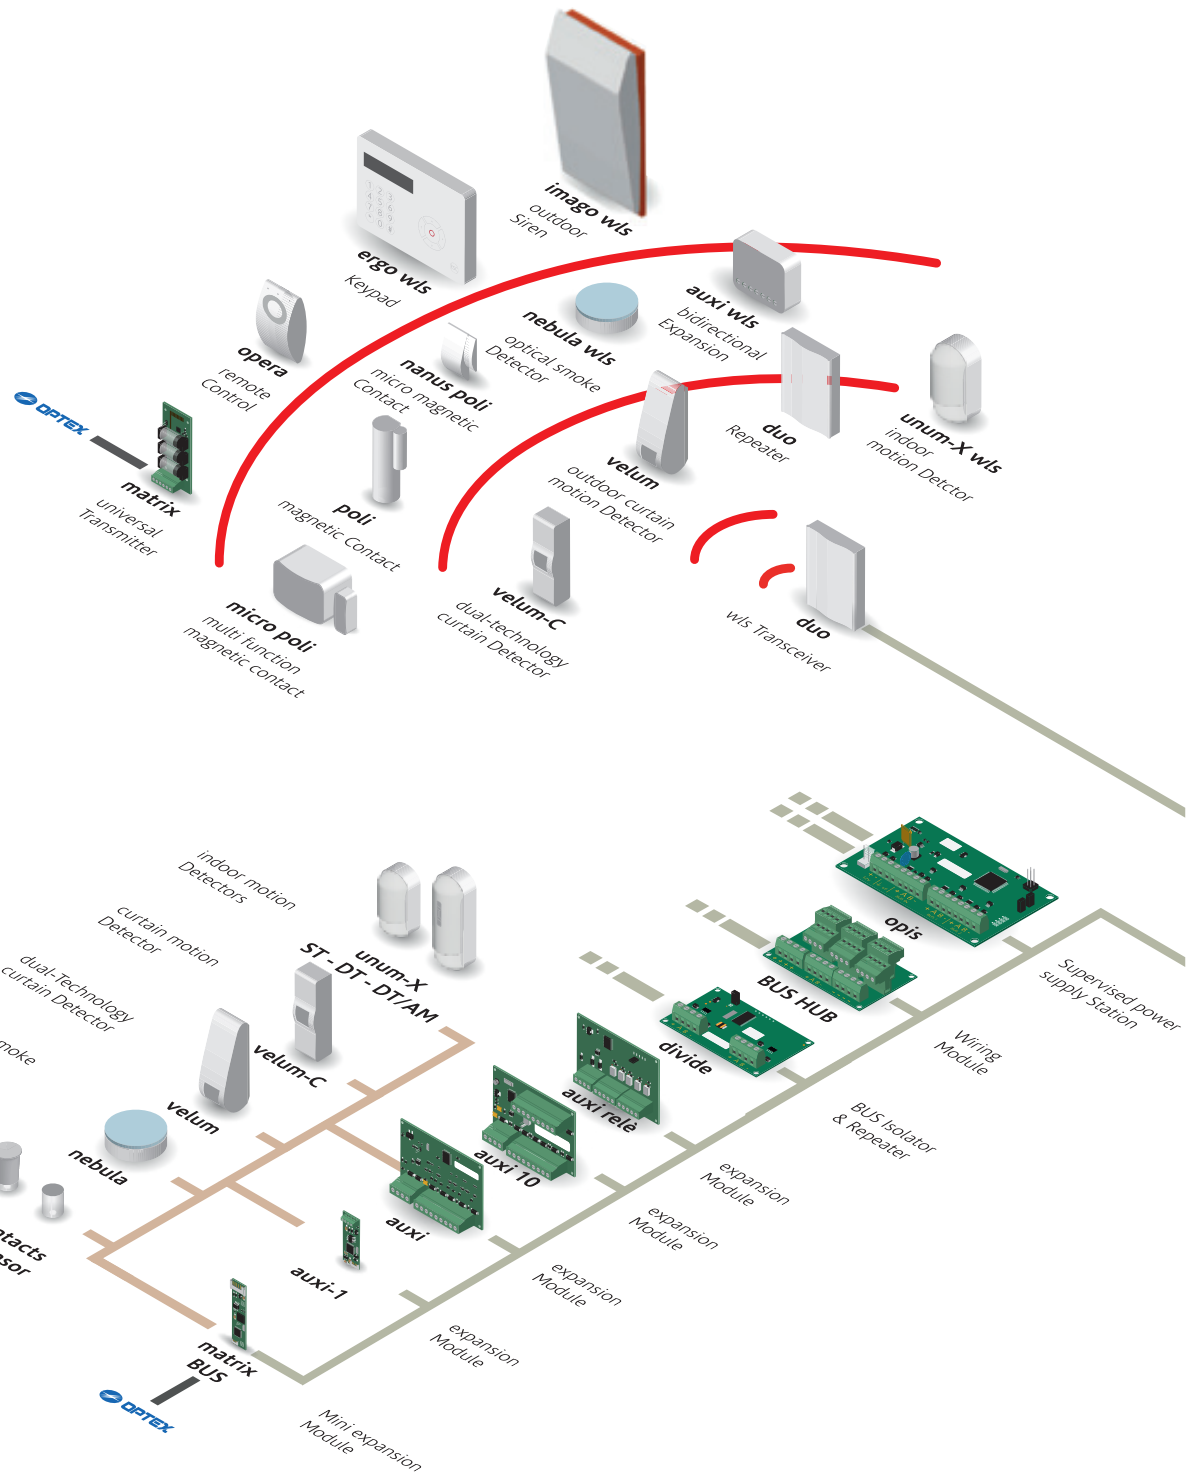 imago wls
outdoor
Siren
ergo wls
Keypad
auxi wls
bidirectional
Expansion
nebula wls
optical smoke
Detector
opera
remote
Control
nanus poli
micro magnetic
Contact
unum-X wls
indoor
motion Detctor
duo
Repeater
OPTEX
matrix
universal
Transmitter
velum
outdoor curtain
motion Detector
poli
magnetic Contact
velum-C
dual-technology
curtain Detector
micro poli
multi function
magnetic contact
duo
wls Transceiver
indoor motion
Detectors
curtain motion
Detector
dual-Technology
curtain Detector
smoke
unum-X
ST - DT - DT/AM
velum-C
velum
nebula
opis
Supervised power
supply Station
BUS HUB
Wiring
Module
divide
BUS Isolator
& Repeater
auxi relè
expansion
Module
auxi 10
expansion
Module
auxi
expansion
Module
auxi-1
expansion
Module
ntacts
sor
matrix
BUS
OPTEX
Mini expansion
Module